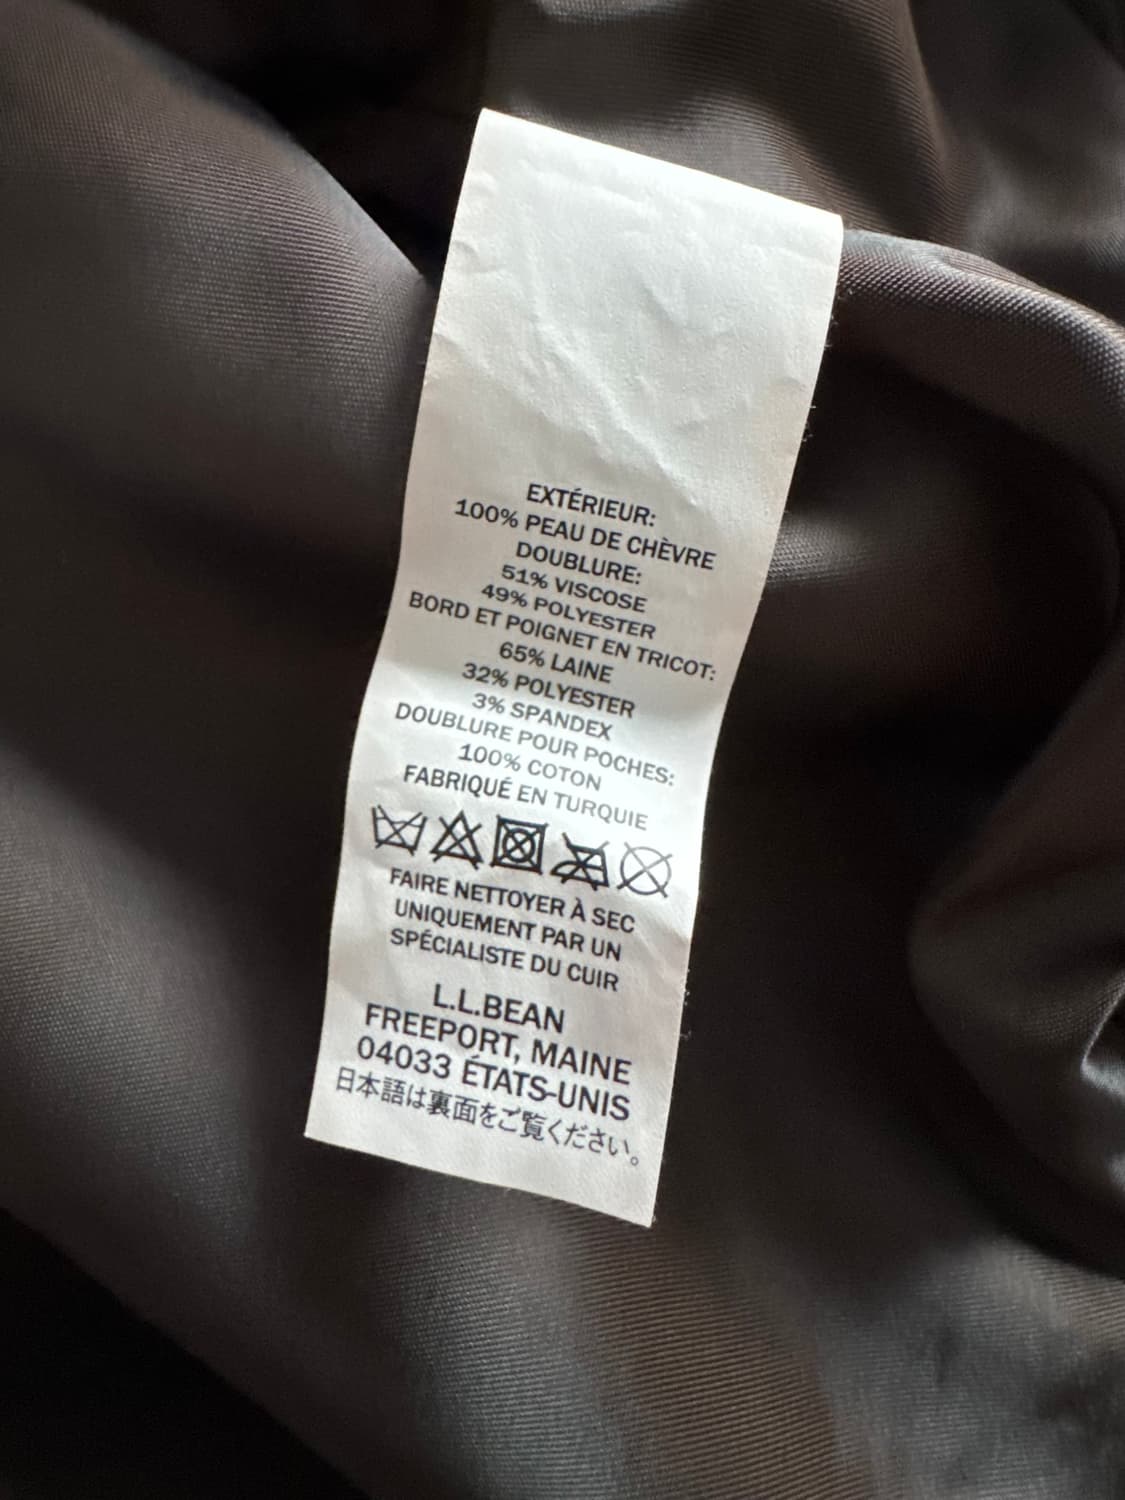 EXTÉRIEUR:
100% PEAU DE CHÈVRE
DOUBLURE:
51% VISCOSE
49% POLYESTER
BORD ET POIGNET EN TRICOT:
65% LAINE
32% POLYESTER
3% SPANDEX
DOUBLURE POUR POCHES:
100% COTON
FABRIQUÉ EN TURQUIE
FAIRE NETTOYER À SEC
UNIQUEMENT PAR UN
SPÉCIALISTE DU CUIR
L.L.BEAN
FREEPORT, MAINE
04033 ÉTATS-UNIS
日本語は裏面をご覧ください。